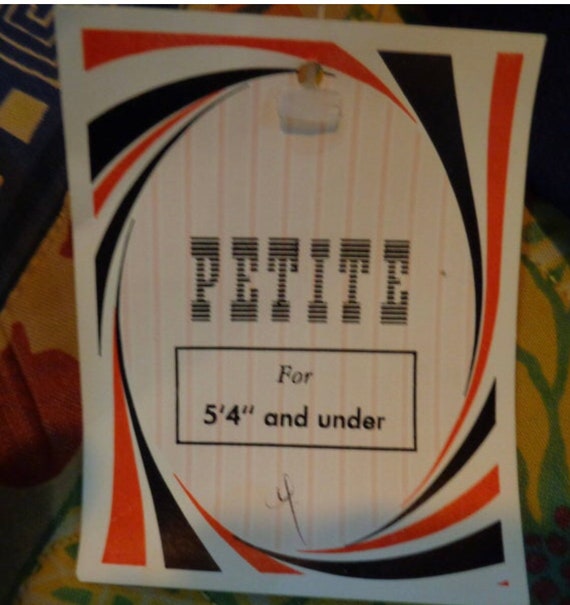 PETITE
For
5'4" and under